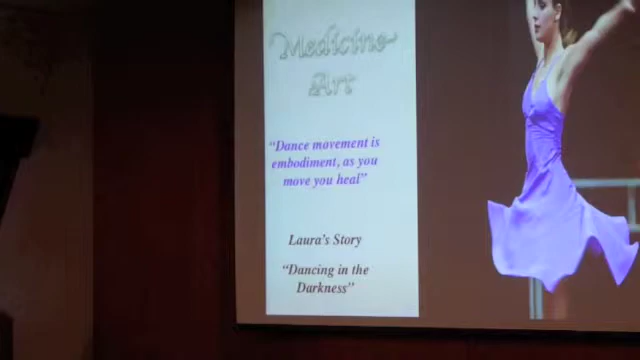 Medicine
Art
“Dance movement is
embodiment, as you
move you heal”
Laura's Story
“Dancing in the
Darkness”